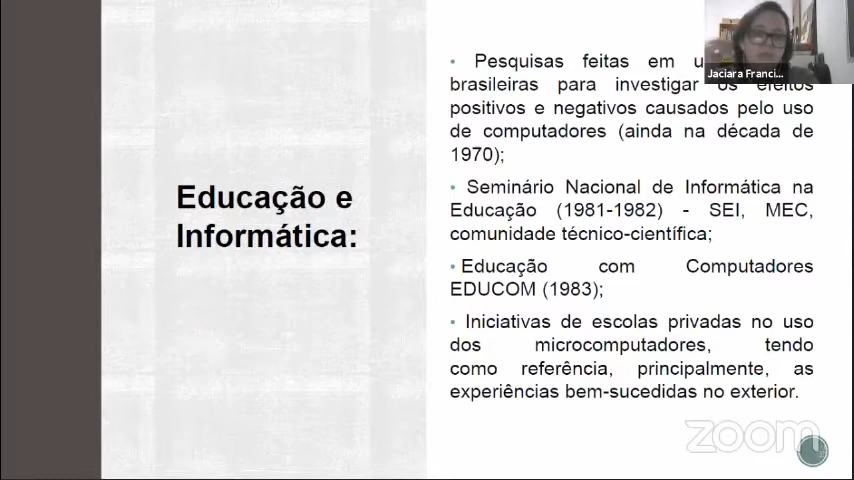 Educação e
Informática:
• Pesquisas feitas em
brasileiras para investigar os efeitos
positivos e negativos causados pelo uso
de computadores (ainda na década de
1970);
• Seminário Nacional de Informática na
Educação (1981-1982) - SEI, MEC,
comunidade técnico-científica;
• Educação com Computadores
EDUCOM (1983);
• Iniciativas de escolas privadas no uso
dos microcomputadores, tendo
como referência, principalmente, as
experiências bem-sucedidas no exterior.
Jaciara Franci...
zoom